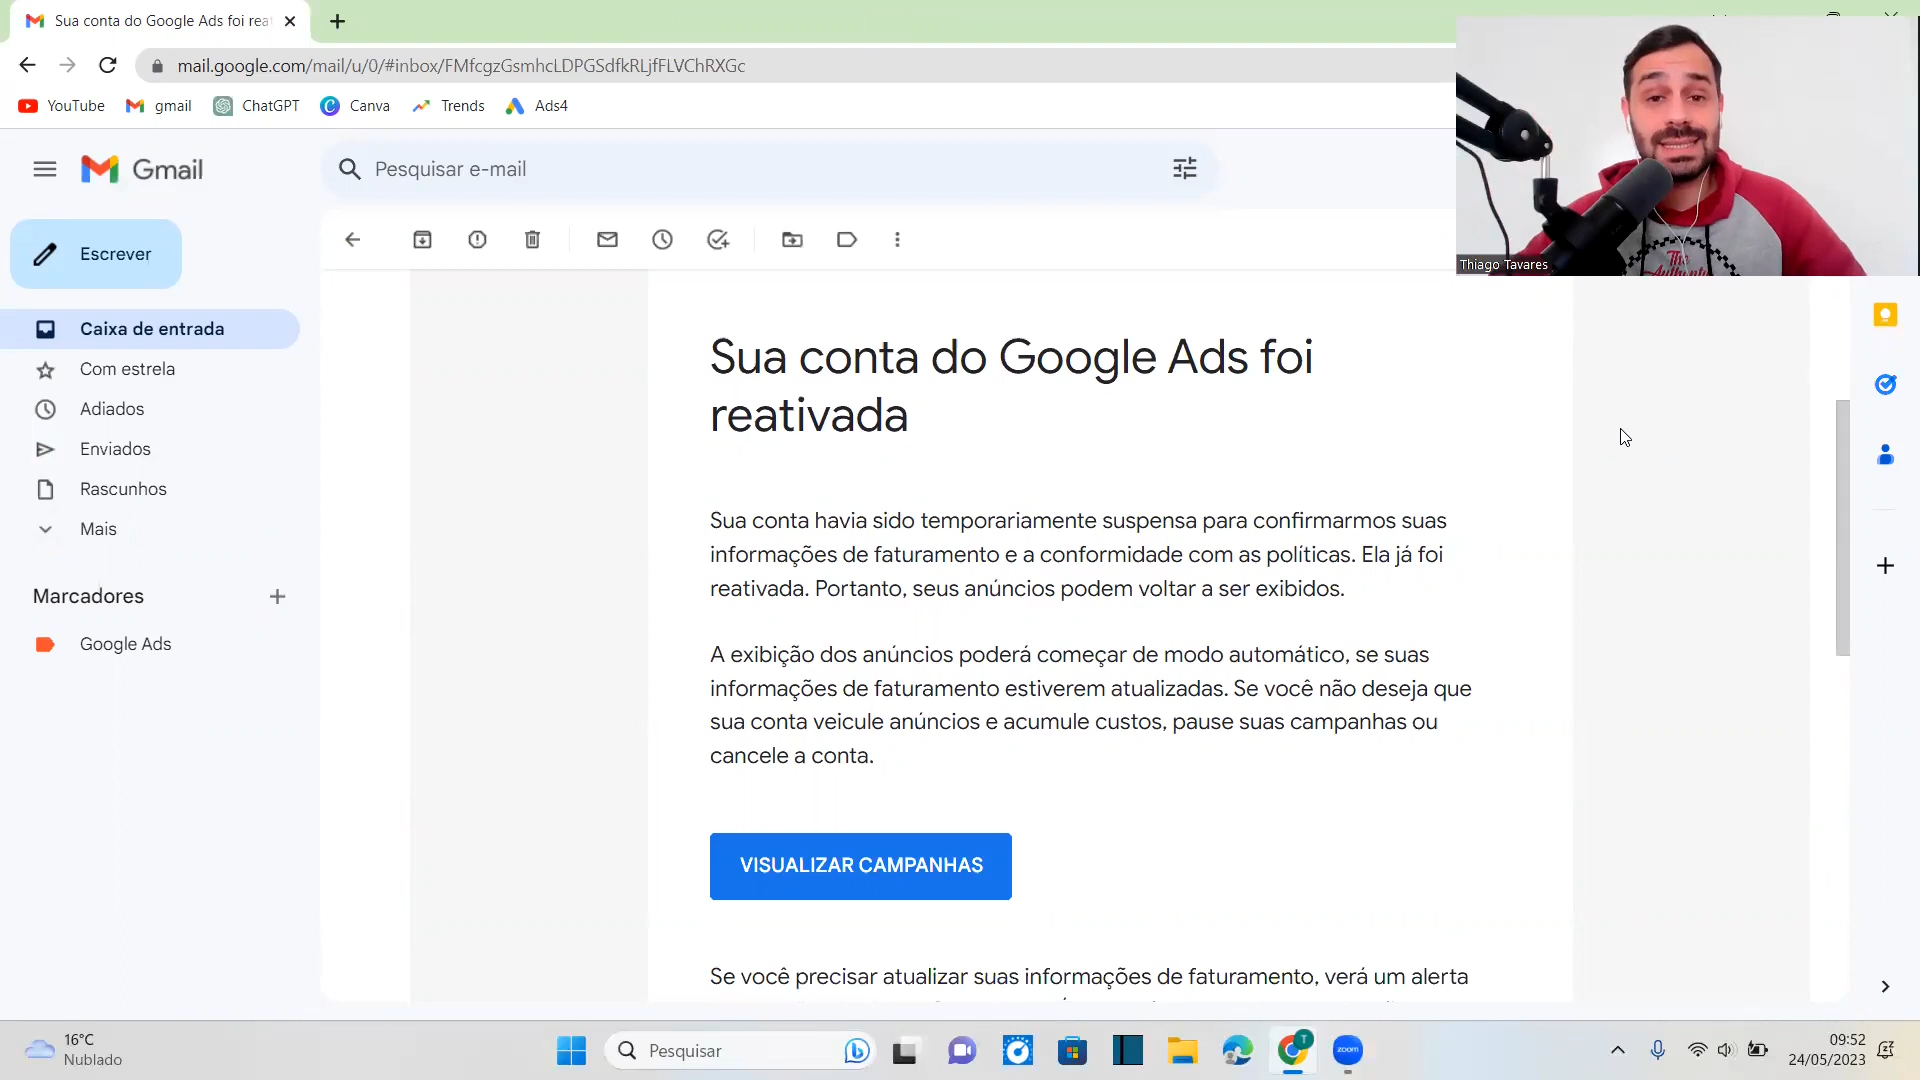 Sua conta do Google Ads foi rea
mail.google.com/mail/u/0/#inbox/FMfcgzGsmhcLDPGSdfkRLjfFLVChRXGc
YouTube
gmail
ChatGPT
Canva
Trends
Ads4
Gmail
Pesquisar e-mail
Thiago Tavares
The
Authentic
Escrever
Caixa de entrada
Com estrela
Adiados
Enviados
Rascunhos
Mais
Marcadores
Google Ads
Sua conta do Google Ads foi
reativada
Sua conta havia sido temporariamente suspensa para confirmarmos suas
informações de faturamento e a conformidade com as políticas. Ela já foi
reativada. Portanto, seus anúncios podem voltar a ser exibidos.
A exibição dos anúncios poderá começar de modo automático, se suas
informações de faturamento estiverem atualizadas. Se você não deseja que
sua conta veicule anúncios e acumule custos, pause suas campanhas ou
cancele a conta.
VISUALIZAR CAMPANHAS
Se você precisar atualizar suas informações de faturamento, verá um alerta
16°C
Nublado
Pesquisar
T
zoom
09:52
24/05/2023